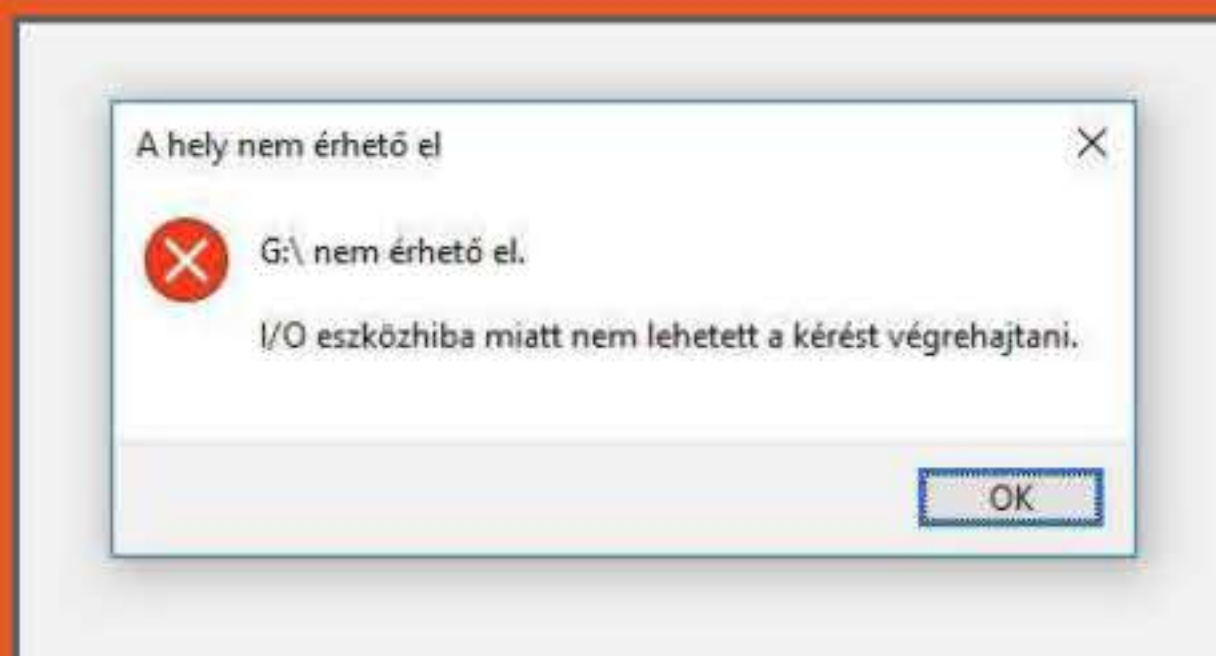 A hely nem érhető el
G:\ nem érhető el.
I/O eszközhiba miatt nem lehetett a kérést végrehajtani.
OK